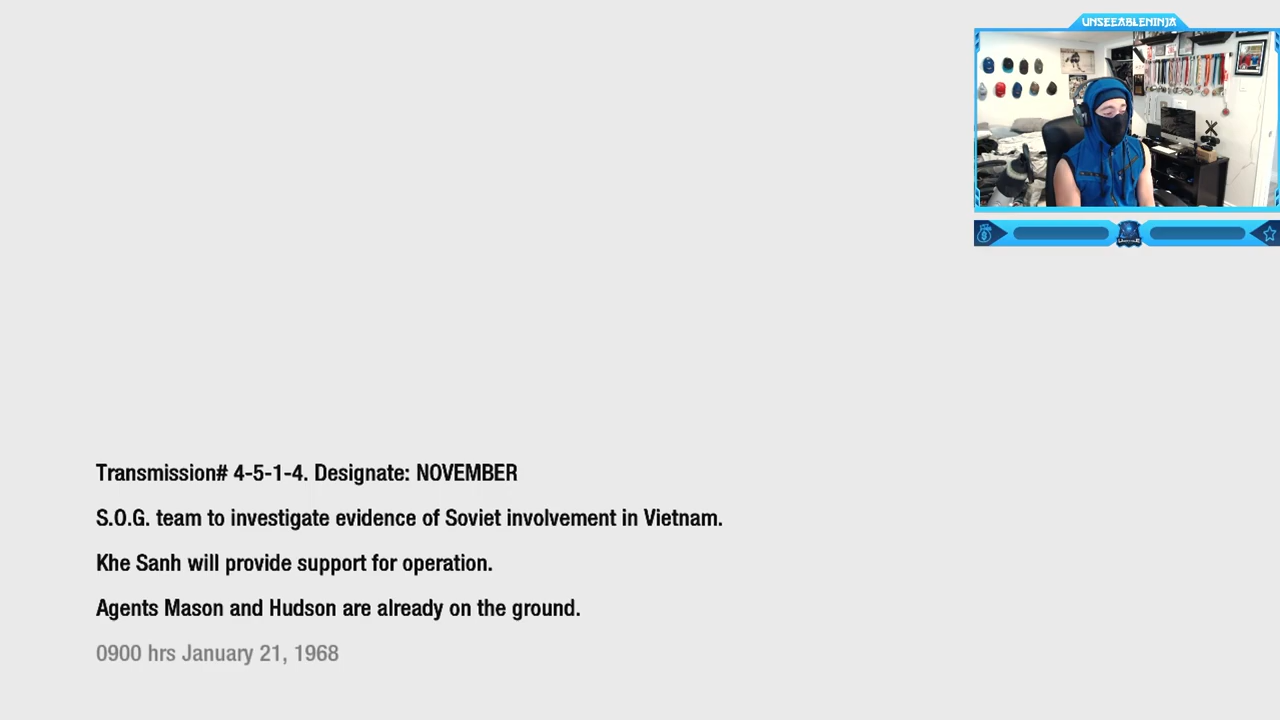 UNSEEABLENINJA
Transmission# 4-5-1-4. Designate: NOVEMBER
S.O.G. team to investigate evidence of Soviet involvement in Vietnam.
Khe Sanh will provide support for operation.
Agents Mason and Hudson are already on the ground.
0900 hrs January 21, 1968